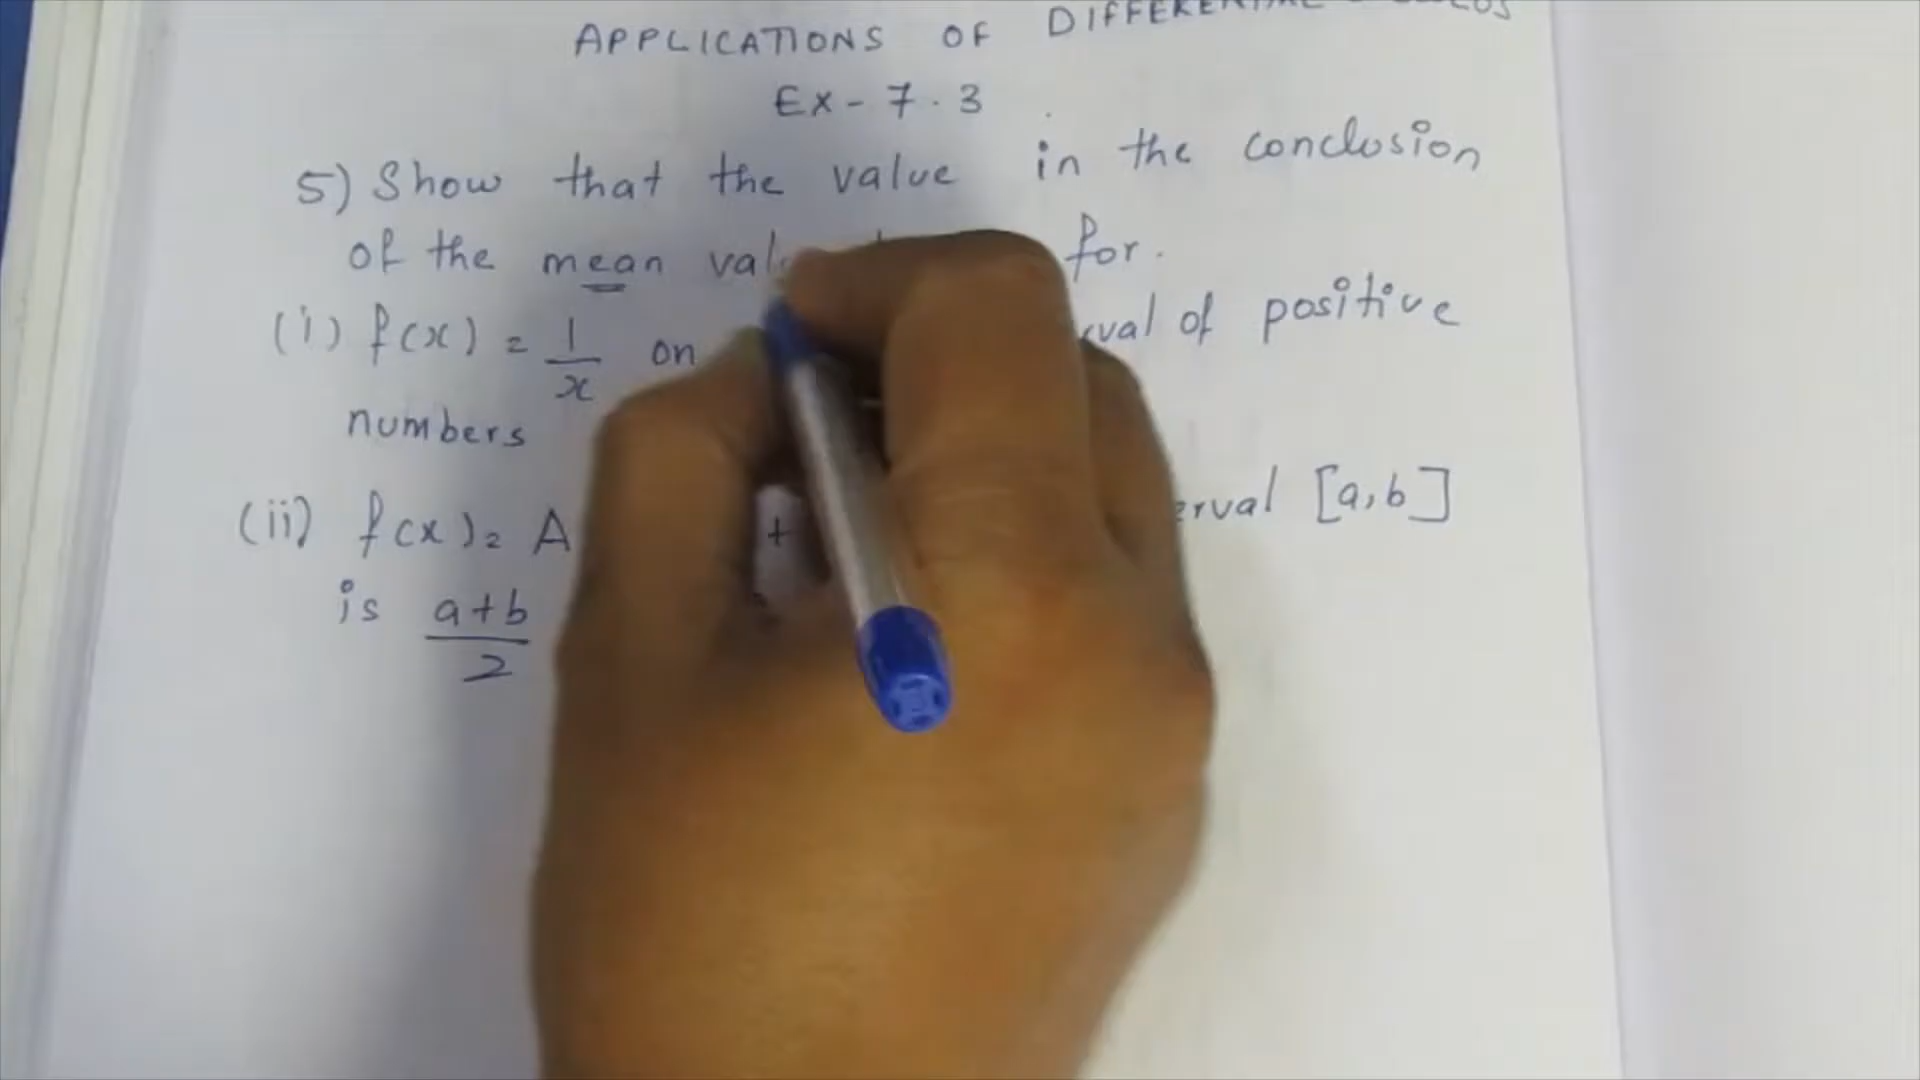 APPLICATIONS OF DIFFERENTIAL
Ex - 7.3
5) Show that the value in the conclusion
of the mean for.
(i) f(x) = 1/x on of positive
numbers
(ii) f(x) = A + [a,b]
is a+b/2